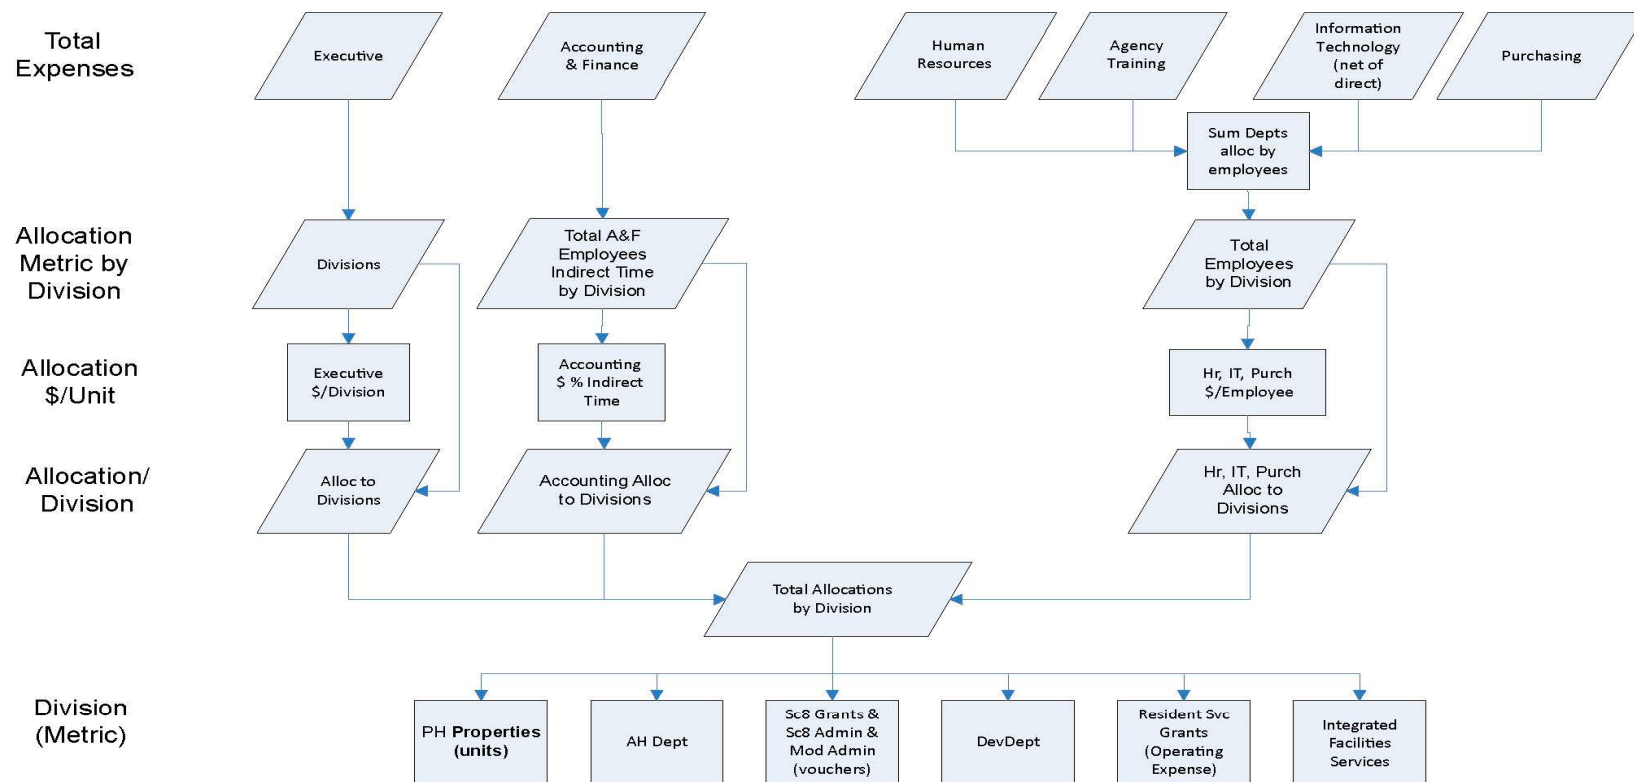 Total
Expenses
Executive
Accounting
& Finance
Human
Resources
Agency
Training
Information
Technology
(net of
direct)
Purchasing
Sum Depts
alloc by
employees
Allocation
Metric by
Division
Divisions
Total A&F
Employees
Indirect Time
by Division
Total
Employees
by Division
Allocation
$/Unit
Executive
$/Division
Accounting
$ % Indirect
Time
Hr, IT, Purch
$/Employee
Allocation/
Division
Alloc to
Divisions
Accounting Alloc
to Divisions
Hr, IT, Purch
Alloc to
Divisions
Total Allocations
by Division
Division
(Metric)
PH Properties
(units)
AH Dept
Sc8 Grants &
Sc8 Admin &
Mod Admin
(vouchers)
DevDept
Resident Svc
Grants
(Operating
Expense)
Integrated
Facilities
Services